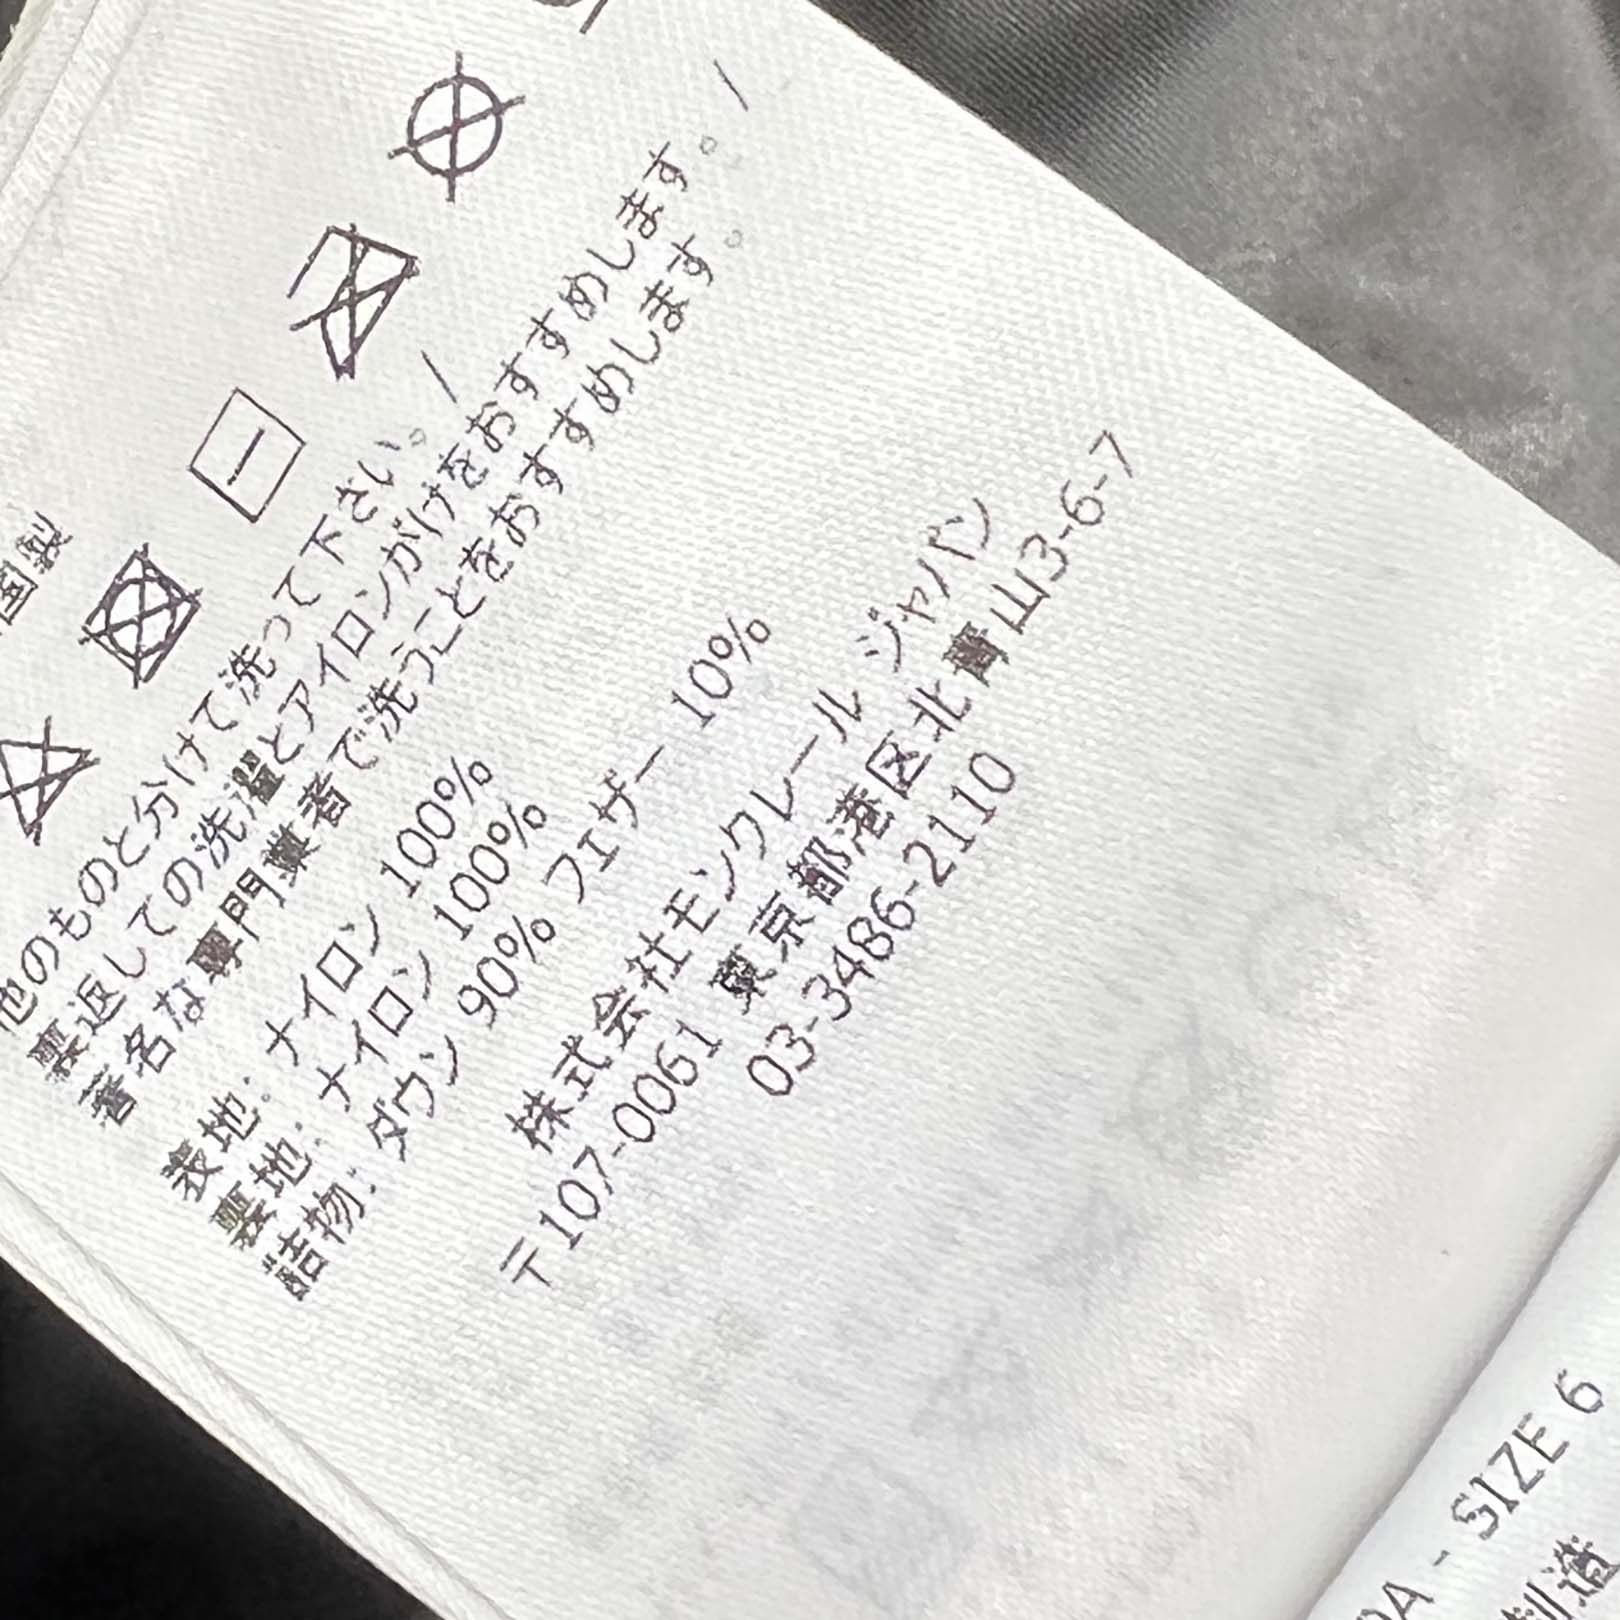 国製
他のものと分けて洗って下さい。/
裏返しての洗濯とアイロンがけをおすすめします。/
著名な専門業者で洗うことをおすすめします。
表地: ナイロン 100%
裏地: ナイロン 100%
詰物: ダウン 90% フェザー 10%
株式会社モンクレール ジャパン
〒107-0061 東京都港区北青山3-6-7
03-3486-2110
DA - SIZE 6
制造